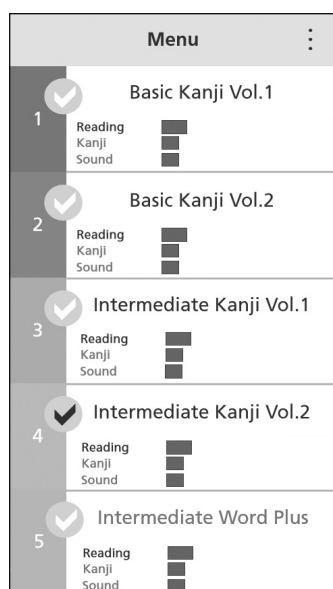 Menu
1
Basic Kanji Vol.1
Reading
Kanji
Sound
2
Basic Kanji Vol.2
Reading
Kanji
Sound
3
Intermediate Kanji Vol.1
Reading
Kanji
Sound
4
Intermediate Kanji Vol.2
Reading
Kanji
Sound
5
Intermediate Word Plus
Reading
Kanji
Sound